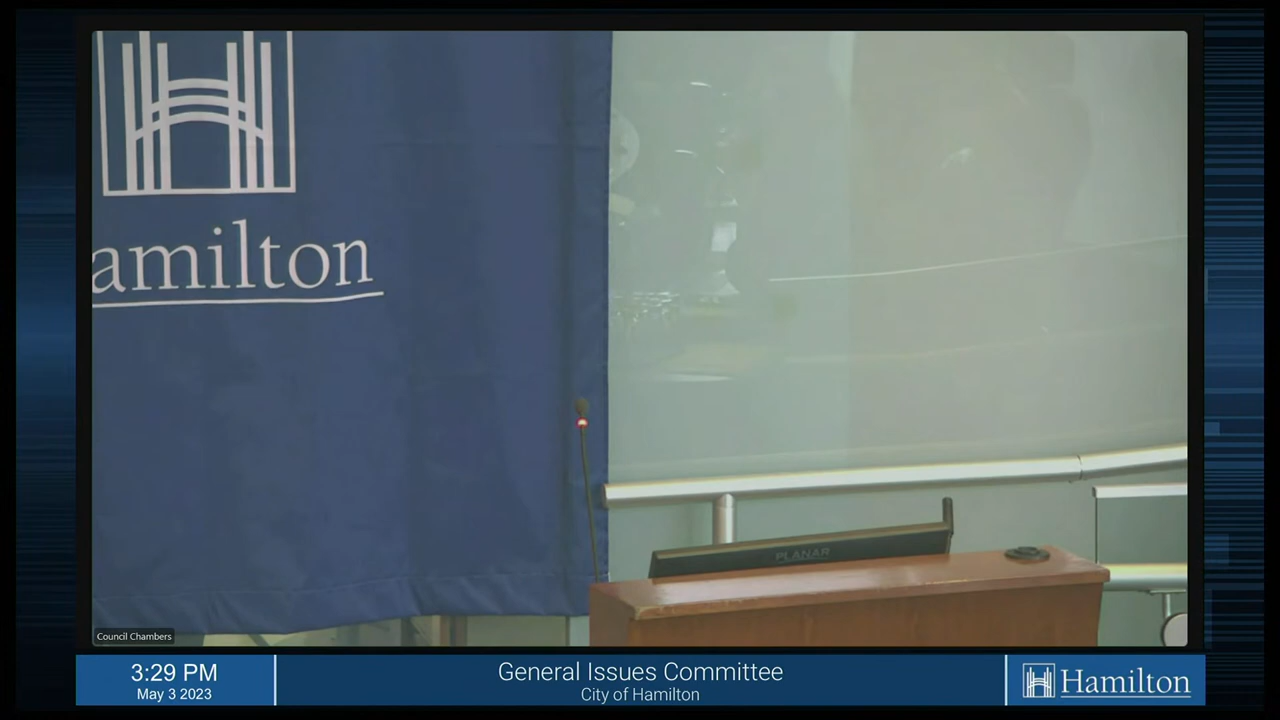 amilton
PLANAR
Council Chambers
3:29 PM
May 3 2023
General Issues Committee
City of Hamilton
Hamilton